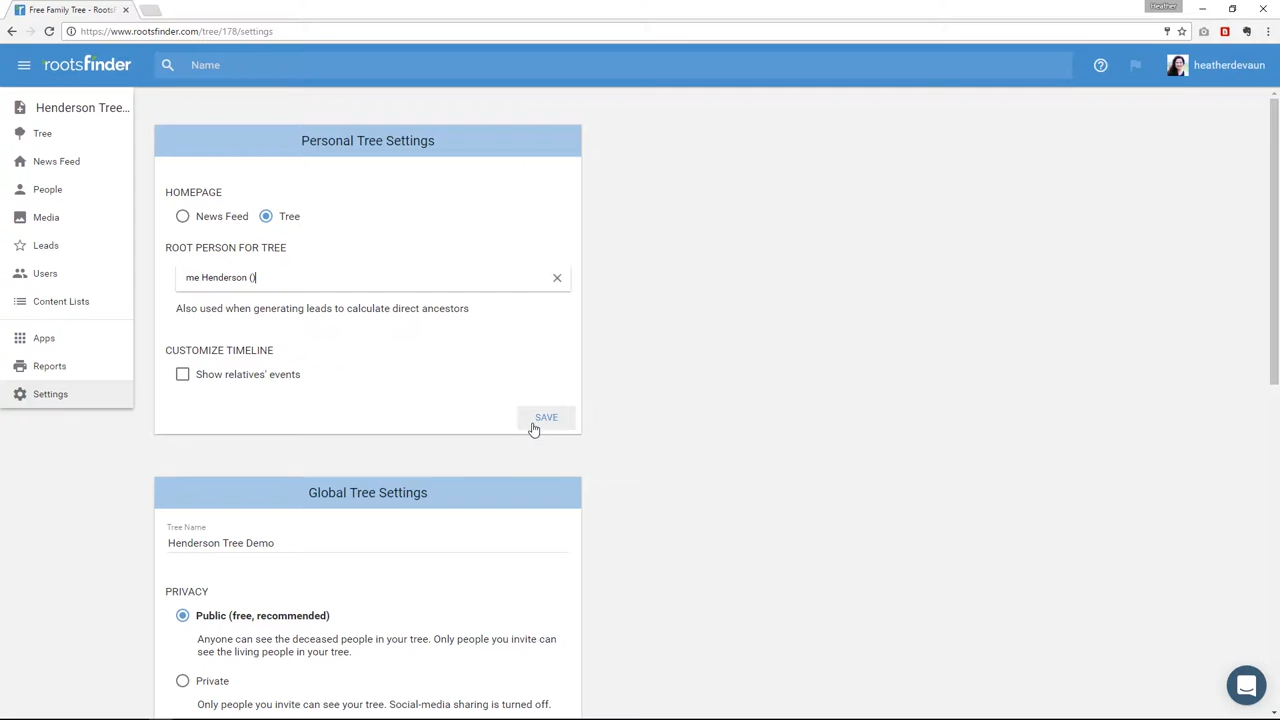 Free Family Tree - Roots
Heather
https://www.rootsfinder.com/tree/178/settings
rootsfinder
Name
heatherdevaun
Henderson Tree...
Tree
News Feed
People
Media
Leads
Users
Content Lists
Apps
Reports
Settings
Personal Tree Settings
HOMEPAGE
News Feed
Tree
ROOT PERSON FOR TREE
me Henderson ()
Also used when generating leads to calculate direct ancestors
CUSTOMIZE TIMELINE
Show relatives' events
SAVE
Global Tree Settings
Tree Name
Henderson Tree Demo
PRIVACY
Public (free, recommended)
Anyone can see the deceased people in your tree. Only people you invite can
see the living people in your tree.
Private
Only people you invite can see your tree. Social-media sharing is turned off.